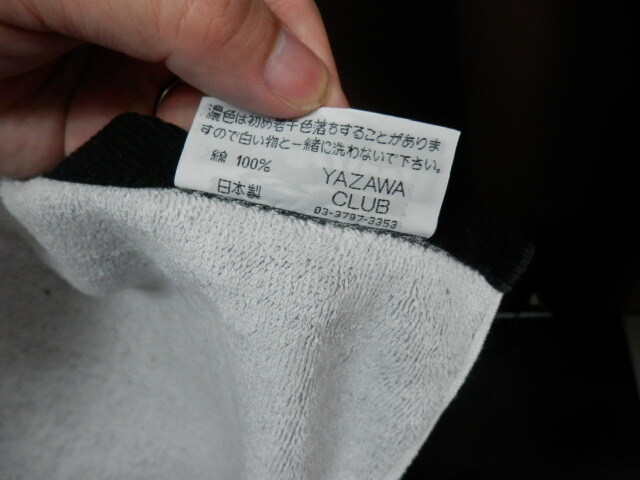 濃色は初め若干色落ちすることがありま
すので白い物と一緒に洗わないで下さい。
綿 100% YAZAWA
日本製 CLUB
03-3797-3353